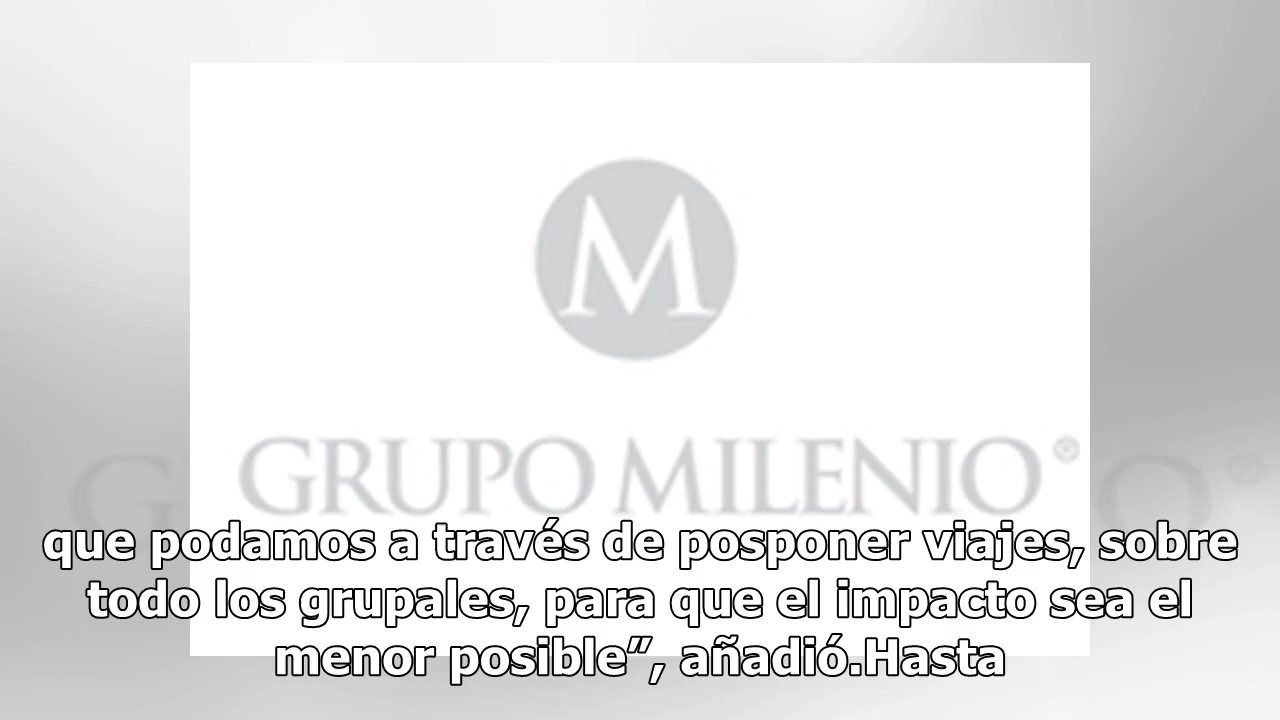 M
GRUPO MILENIO®
que podamos a través de posponer viajes, sobre
todo los grupales, para que el impacto sea el
menor posible”, añadió.Hasta